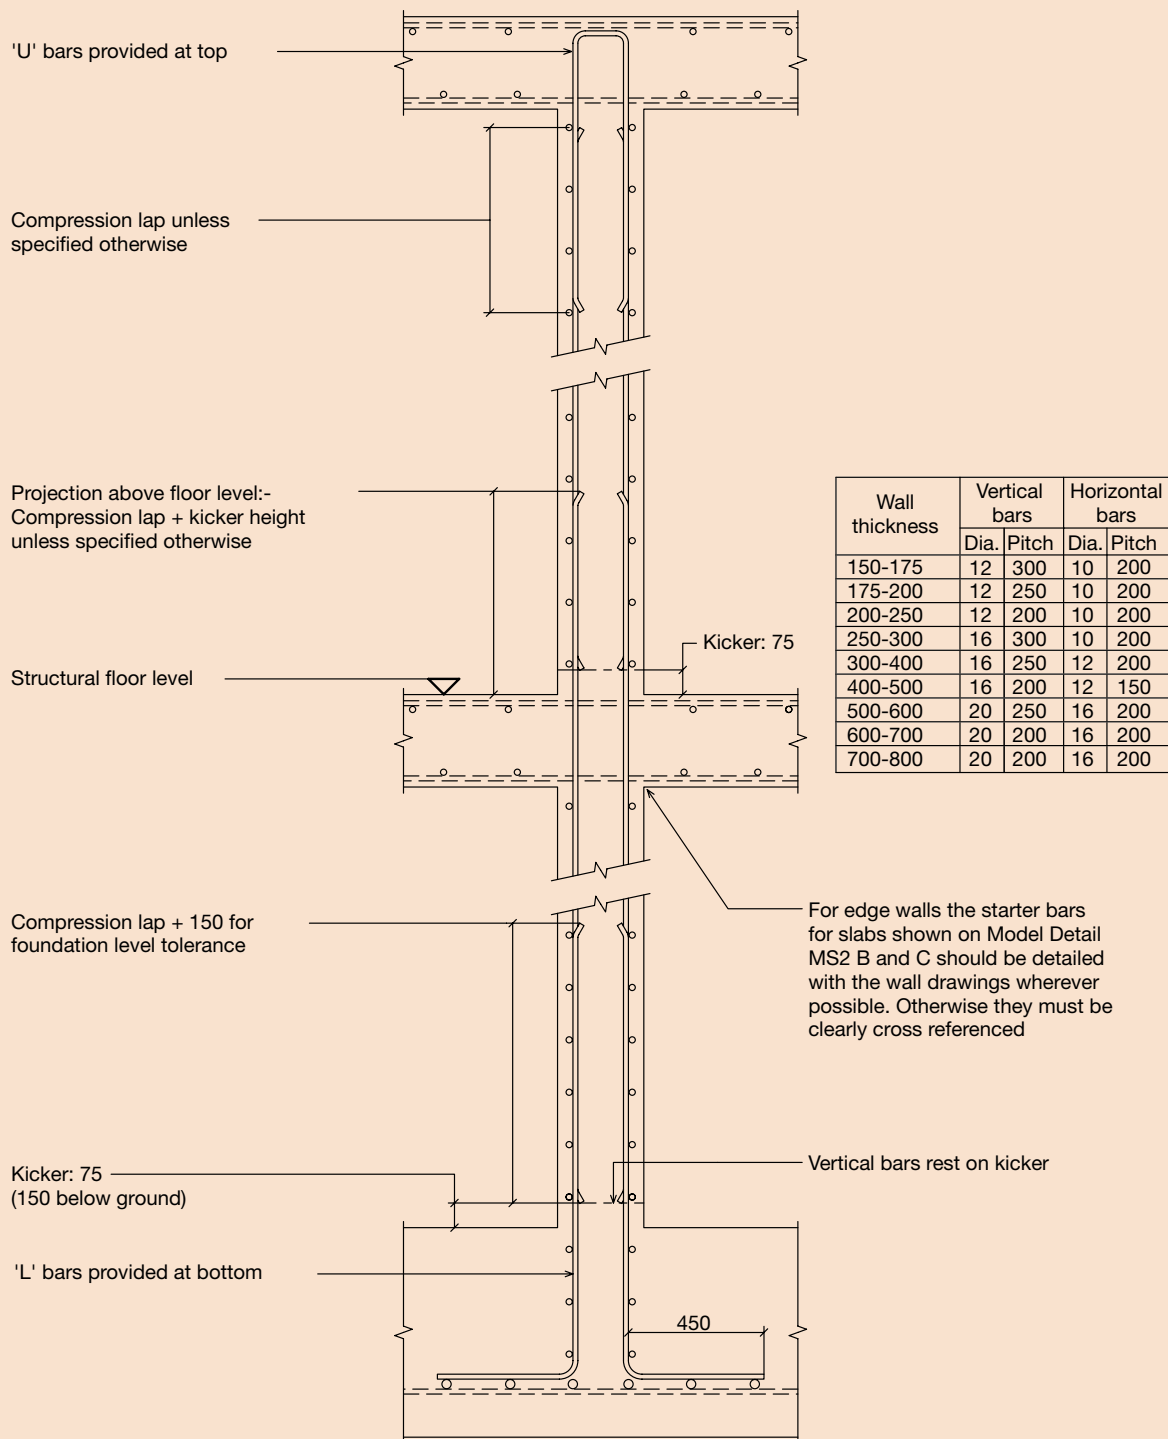 'U' bars provided at top
Compression lap unless
specified otherwise
Projection above floor level:-
Compression lap + kicker height
unless specified otherwise
Kicker: 75
Structural floor level
Wall thickness Vertical bars Horizontal bars
Dia. Pitch Dia. Pitch
150-175 12 300 10 200
175-200 12 250 10 200
200-250 12 200 10 200
250-300 16 300 10 200
300-400 16 250 12 200
400-500 16 200 12 150
500-600 20 250 16 200
600-700 20 200 16 200
700-800 20 200 16 200
Compression lap + 150 for
foundation level tolerance
For edge walls the starter bars
for slabs shown on Model Detail
MS2 B and C should be detailed
with the wall drawings wherever
possible. Otherwise they must be
clearly cross referenced
Kicker: 75
(150 below ground)
Vertical bars rest on kicker
'L' bars provided at bottom
450